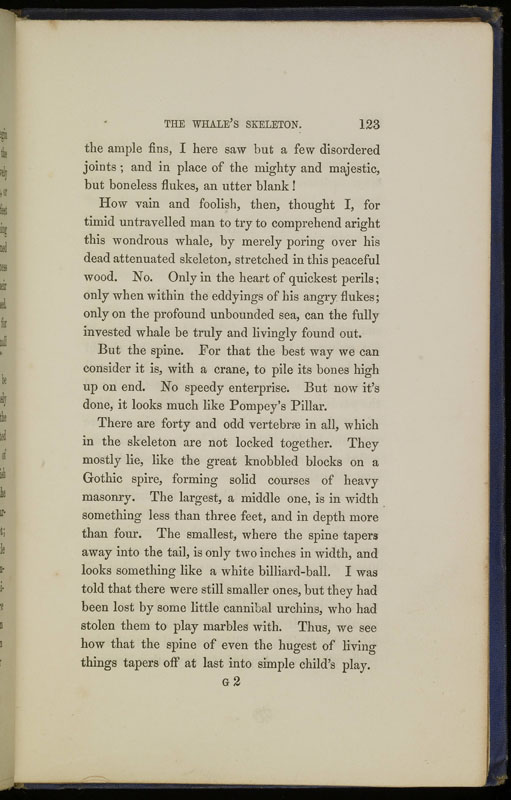 THE WHALE'S SKELETON. 123
the ample fins, I here saw but a few disordered
joints; and in place of the mighty and majestic,
but boneless flukes, an utter blank!
How vain and foolish, then, thought I, for
timid untravelled man to try to comprehend aright
this wondrous whale, by merely poring over his
dead attenuated skeleton, stretched in this peaceful
wood. No. Only in the heart of quickest perils;
only when within the eddyings of his angry flukes;
only on the profound unbounded sea, can the fully
invested whale be truly and livingly found out.
But the spine. For that the best way we can
consider it is, with a crane, to pile its bones high
up on end. No speedy enterprise. But now it's
done, it looks much like Pompey's Pillar.
There are forty and odd vertebræ in all, which
in the skeleton are not locked together. They
mostly lie, like the great knobbled blocks on a
Gothic spire, forming solid courses of heavy
masonry. The largest, a middle one, is in width
something less than three feet, and in depth more
than four. The smallest, where the spine tapers
away into the tail, is only two inches in width, and
looks something like a white billiard-ball. I was
told that there were still smaller ones, but they had
been lost by some little cannibal urchins, who had
stolen them to play marbles with. Thus, we see
how that the spine of even the hugest of living
things tapers off at last into simple child's play.
G 2